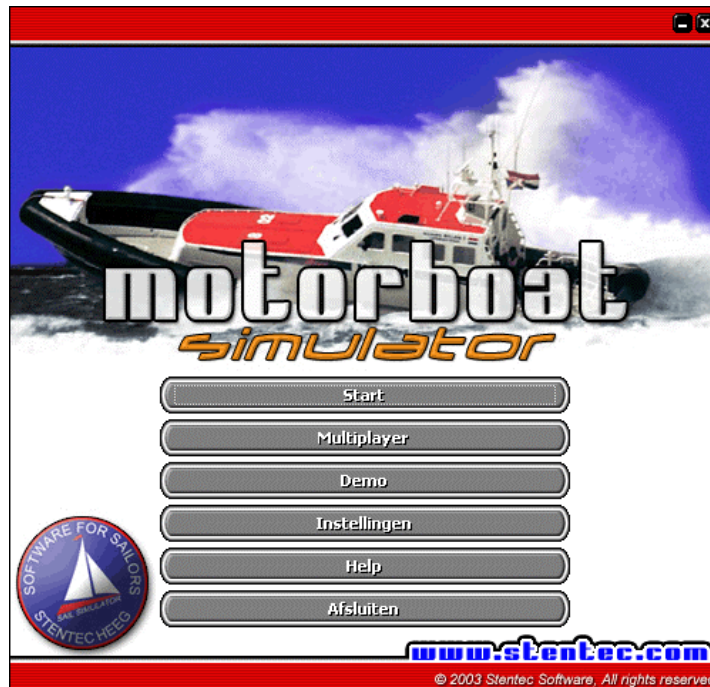 motorboat
simulator
Start
Multiplayer
Demo
Instellingen
Help
Afsluiten
SOFTWARE FOR SAILORS
SAIL SIMULATOR
STENTEC HEEG
www.stentec.com
© 2003 Stentec Software, All rights reserved